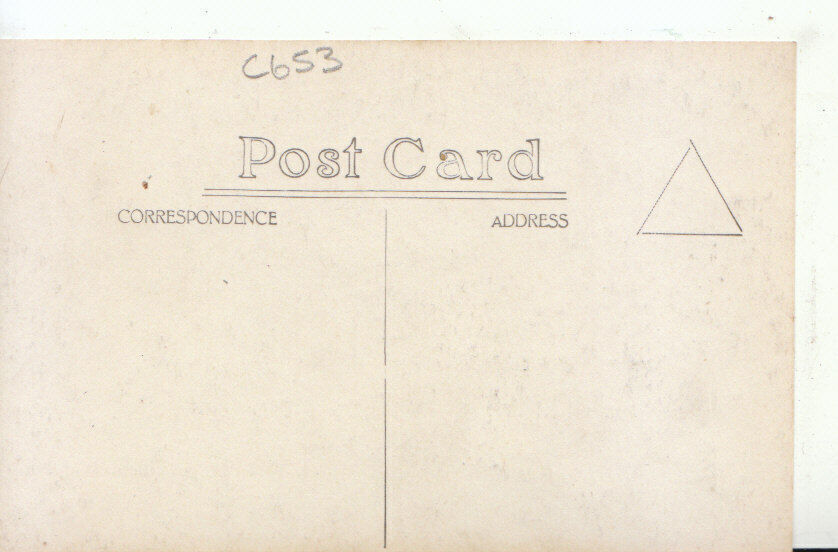 C653
Post Card
CORRESPONDENCE
ADDRESS